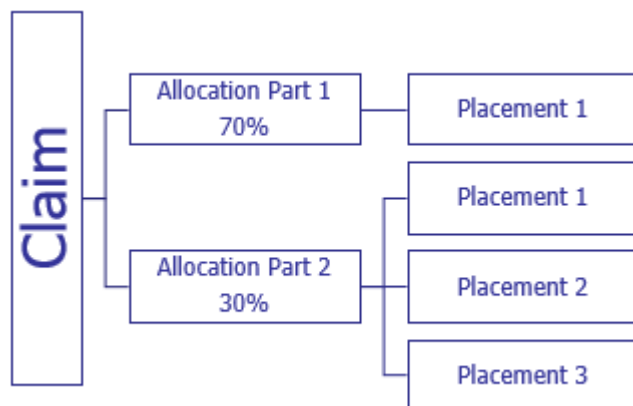 Claim
Allocation Part 1
70%
Placement 1
Allocation Part 2
30%
Placement 1
Placement 2
Placement 3